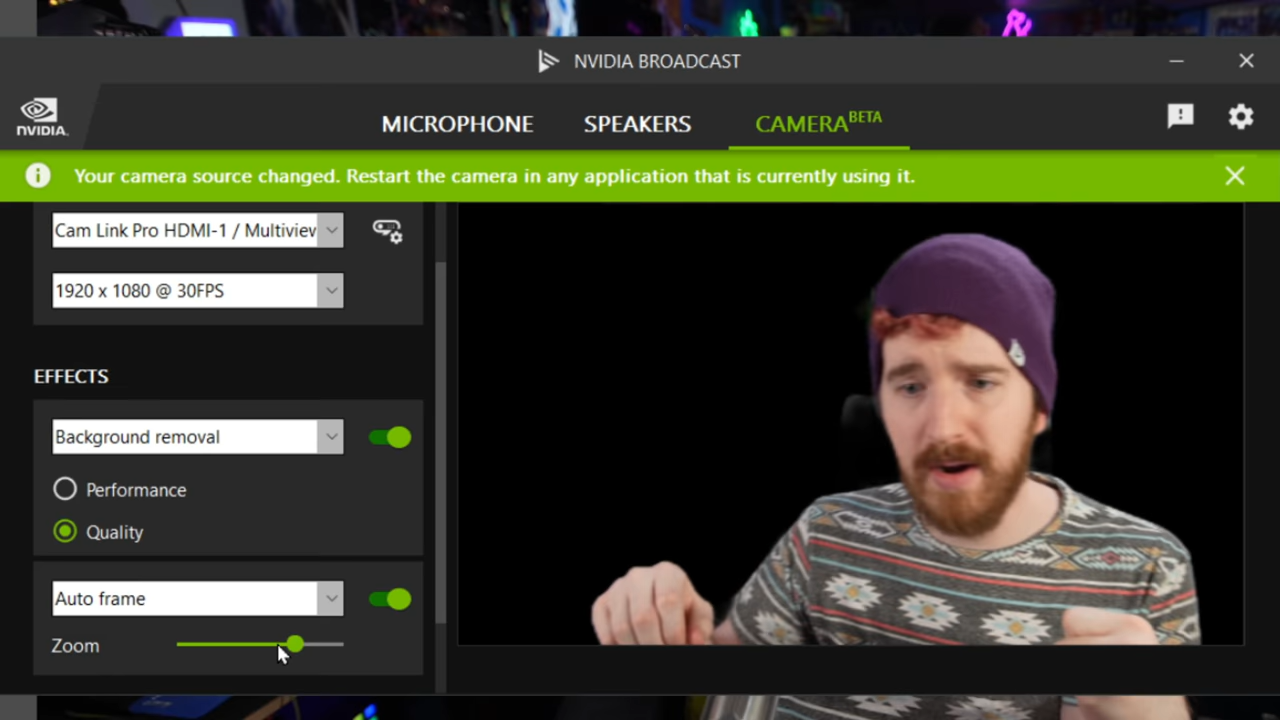 NVIDIA BROADCAST
NVIDIA.
MICROPHONE
SPEAKERS
CAMERA BETA
Your camera source changed. Restart the camera in any application that is currently using it.
Cam Link Pro HDMI-1 / Multiview
1920 x 1080 @ 30FPS
EFFECTS
Background removal
Performance
Quality
Auto frame
Zoom